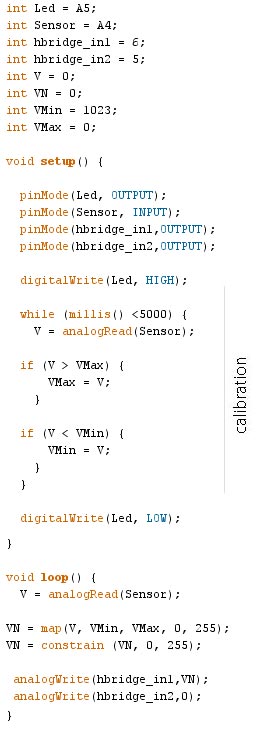 int Led = A5;
int Sensor = A4;
int hbridge_in1 = 6;
int hbridge_in2 = 5;
int V = 0;
int VN = 0;
int VMin = 1023;
int VMax = 0;

void setup() {

  pinMode(Led, OUTPUT);
  pinMode(Sensor, INPUT);
  pinMode(hbridge_in1,OUTPUT);
  pinMode(hbridge_in2,OUTPUT);

  digitalWrite(Led, HIGH);

  while (millis() <5000) {
    V = analogRead(Sensor);

  if (V > VMax) {
      VMax = V;
    }

  if (V < VMin) {
      VMin = V;
    }
  }

  digitalWrite(Led, LOW);

}

void loop() {
  V = analogRead(Sensor);

VN = map(V, VMin, VMax, 0, 255);
VN = constrain (VN, 0, 255);

 analogWrite(hbridge_in1,VN);
 analogWrite(hbridge_in2,0);
}
calibration